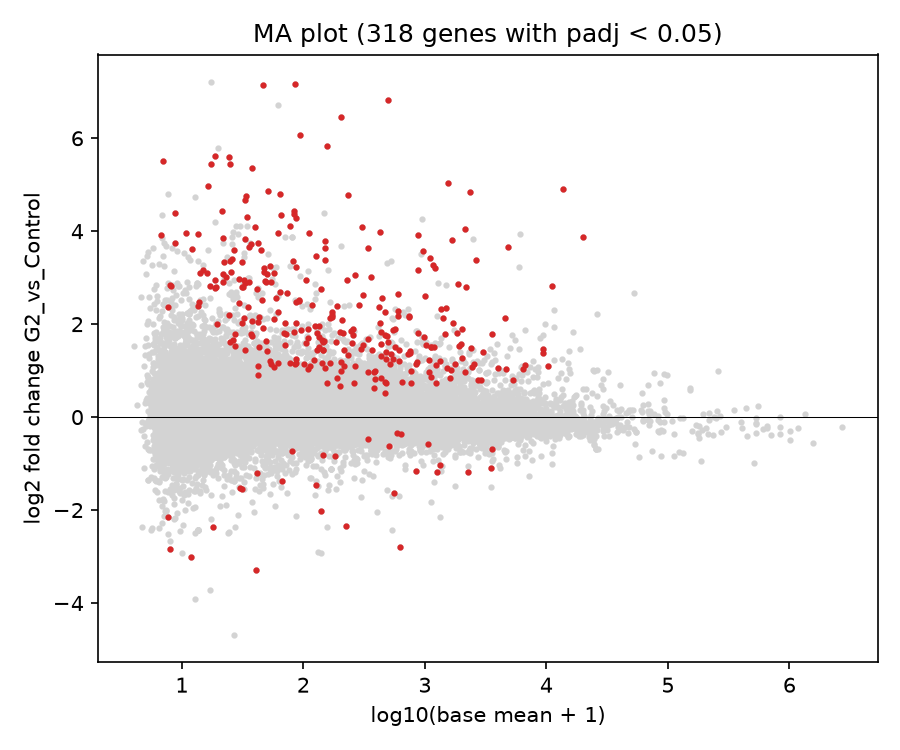 MA plot (318 genes with padj < 0.05)
log2 fold change G2_vs_Control
6
4
2
0
−2
−4
1 2 3 4 5 6
log10(base mean + 1)